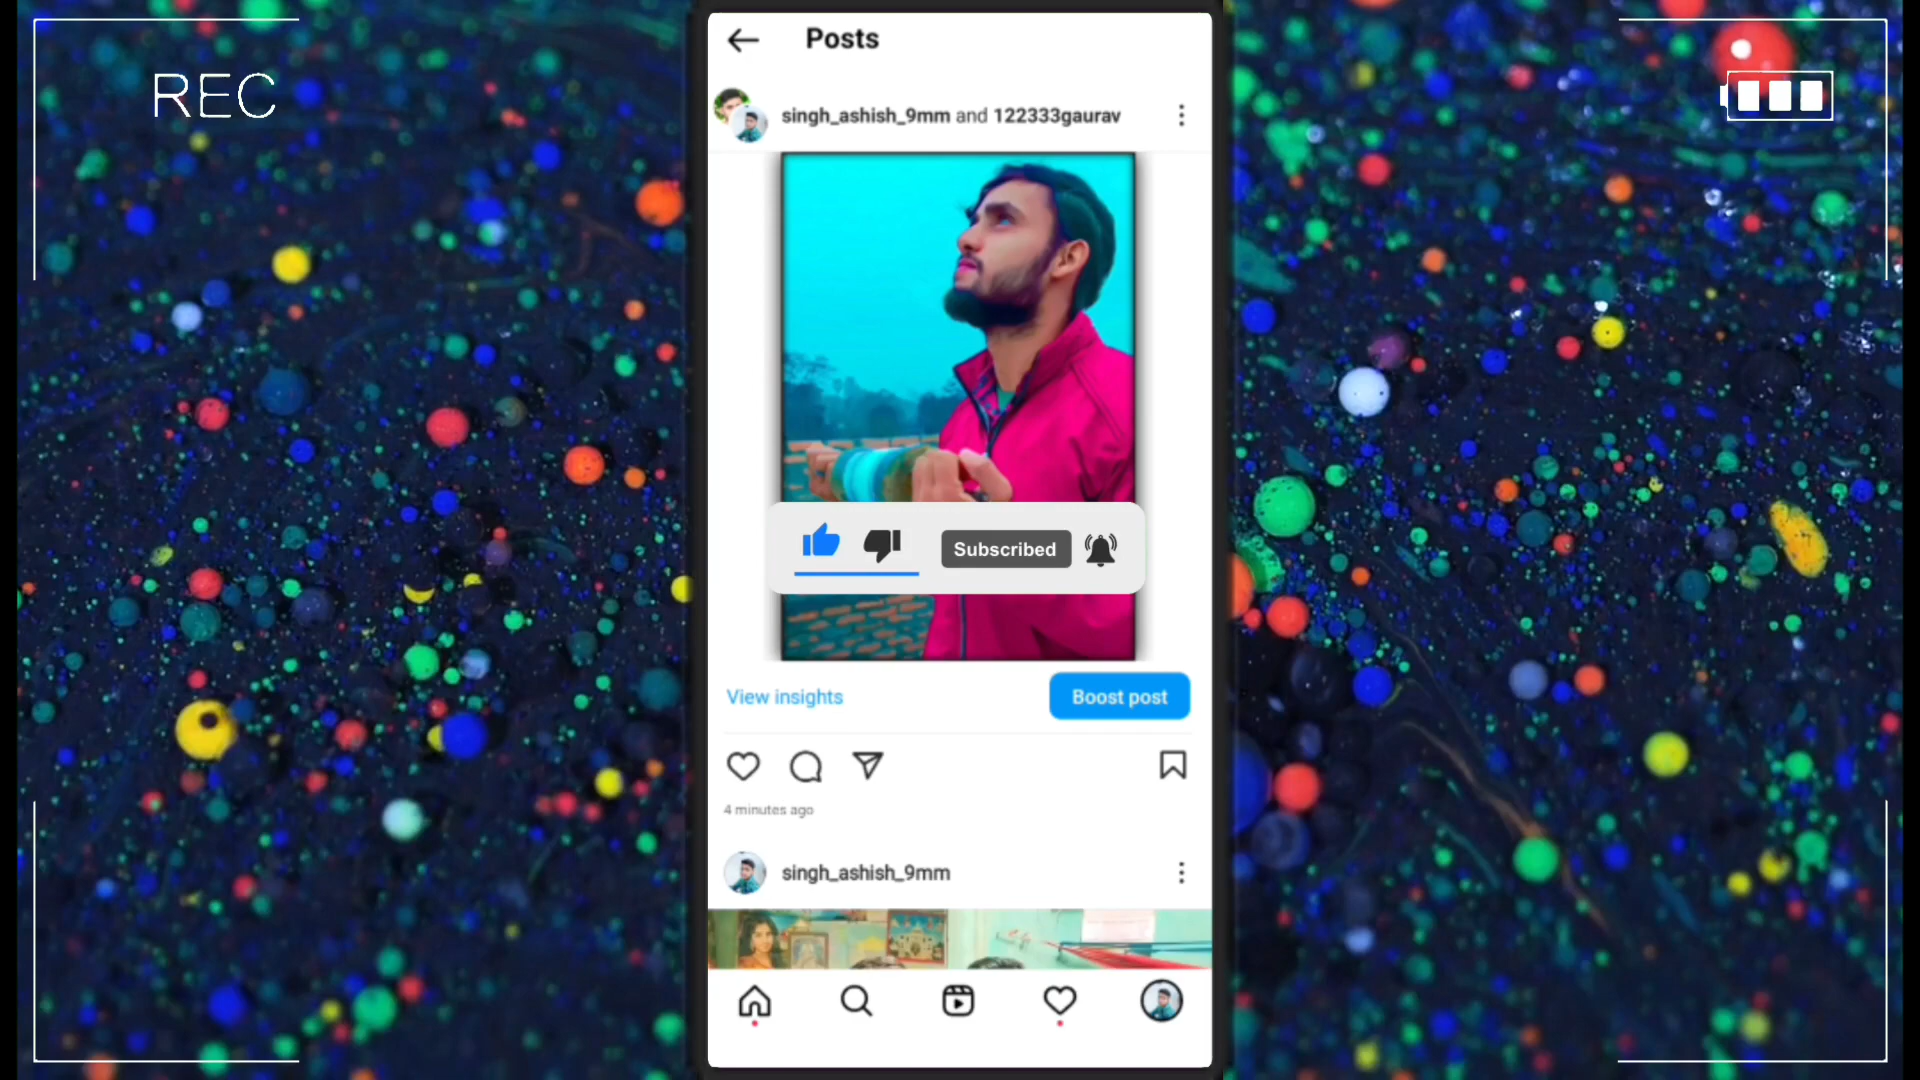 REC
Posts
singh_ashish_9mm and 122333gaurav
Subscribed
View insights
Boost post
4 minutes ago
singh_ashish_9mm